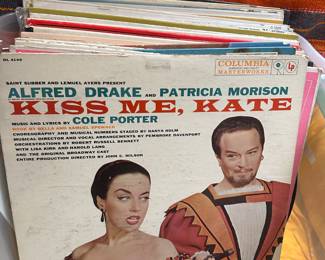 COLUMBIA
MASTERWORKS
LP
SAINT SUBBER AND LEMUEL AYERS PRESENT
ALFRED DRAKE AND PATRICIA MORISON
KISS ME, KATE
MUSIC AND LYRICS BY COLE PORTER
BOOK BY BELLA AND SAMUEL SPEWACK
CHOREOGRAPHY AND MUSICAL NUMBERS STAGED BY HANYA HOLM
MUSICAL DIRECTOR AND VOCAL ARRANGEMENTS BY PEMBROKE DAVENPORT
ORCHESTRATIONS BY ROBERT RUSSELL BENNETT
WITH LISA KIRK AND HAROLD LANG
AND THE ORIGINAL BROADWAY CAST
ENTIRE PRODUCTION DIRECTED BY JOHN C. WILSON